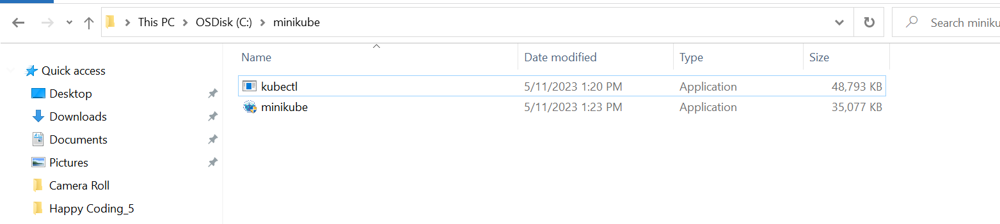 This PC > OSDisk (C:) > minikube
Search miniku
Name Date modified Type Size
Quick access
Desktop
Downloads
Documents
Pictures
Camera Roll
Happy Coding_5
kubectl 5/11/2023 1:20 PM Application 48,793 KB
minikube 5/11/2023 1:23 PM Application 35,077 KB